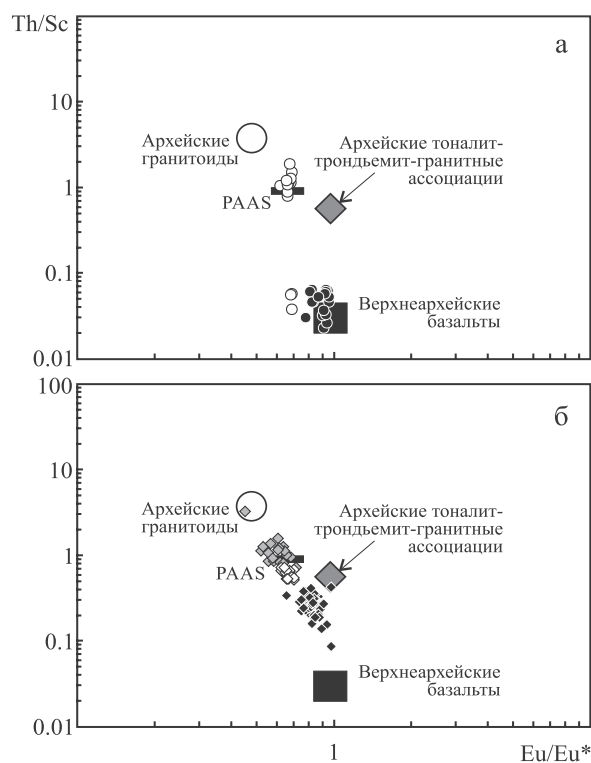 Th/Sc
а
10
Архейские
гранитоиды
Архейские тоналит-
трондьемит-гранитные
ассоциации
1
PAAS
0.1
Верхнеархейские
базальты
0.01
100
б
10
Архейские
гранитоиды
Архейские тоналит-
трондьемит-гранитные
ассоциации
1
PAAS
0.1
Верхнеархейские
базальты
0.01
1
Eu/Eu*